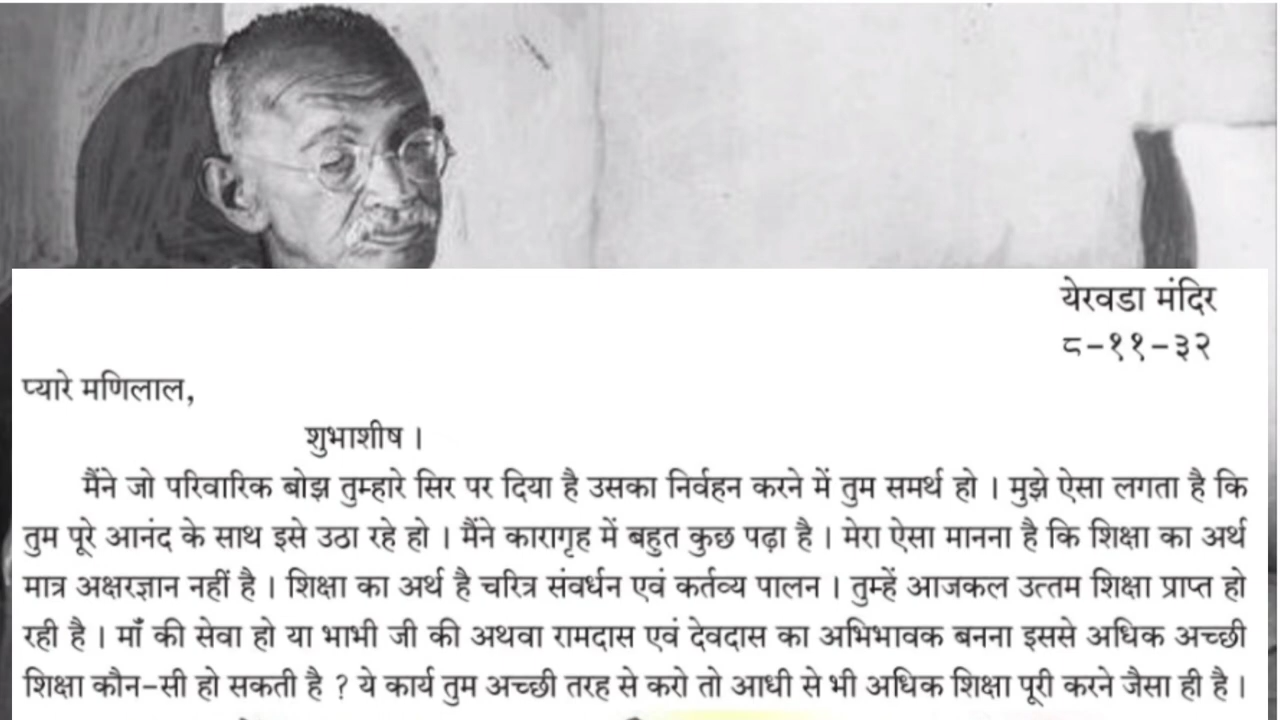 येरवडा मंदिर
८-११-३२
प्यारे मणिलाल,
शुभाशीष ।
मैंने जो परिवारिक बोझ तुम्हारे सिर पर दिया है उसका निर्वहन करने में तुम समर्थ हो । मुझे ऐसा लगता है कि
तुम पूरे आनंद के साथ इसे उठा रहे हो । मैंने कारागृह में बहुत कुछ पढ़ा है । मेरा ऐसा मानना है कि शिक्षा का अर्थ
मात्र अक्षरज्ञान नहीं है । शिक्षा का अर्थ है चरित्र संवर्धन एवं कर्तव्य पालन । तुम्हें आजकल उत्तम शिक्षा प्राप्त हो
रही है । माँ की सेवा हो या भाभी जी की अथवा रामदास एवं देवदास का अभिभावक बनना इससे अधिक अच्छी
शिक्षा कौन-सी हो सकती है ? ये कार्य तुम अच्छी तरह से करो तो आधी से भी अधिक शिक्षा पूरी करने जैसा ही है ।